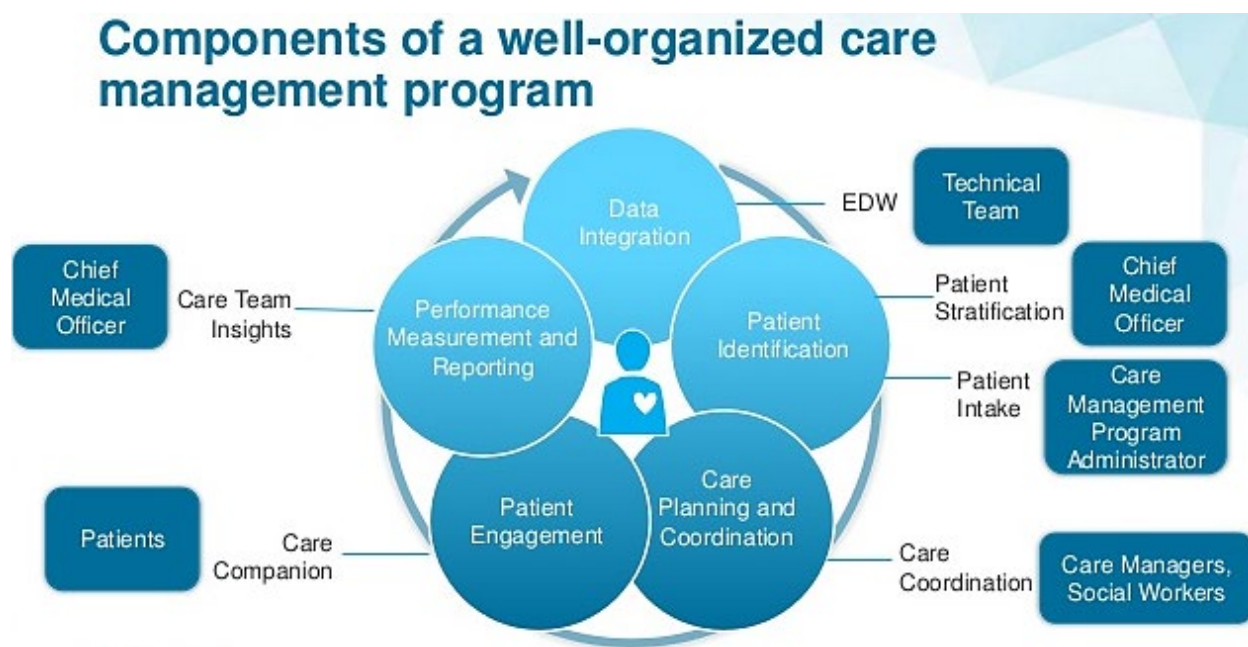 Components of a well-organized care
management program
Data
Integration
EDW
Technical
Team
Patient
Identification
Patient
Stratification
Chief
Medical
Officer
Patient
Intake
Care
Management
Program
Administrator
Care
Planning and
Coordination
Care
Coordination
Care Managers,
Social Workers
Patient
Engagement
Care
Companion
Patients
Performance
Measurement and
Reporting
Care Team
Insights
Chief
Medical
Officer